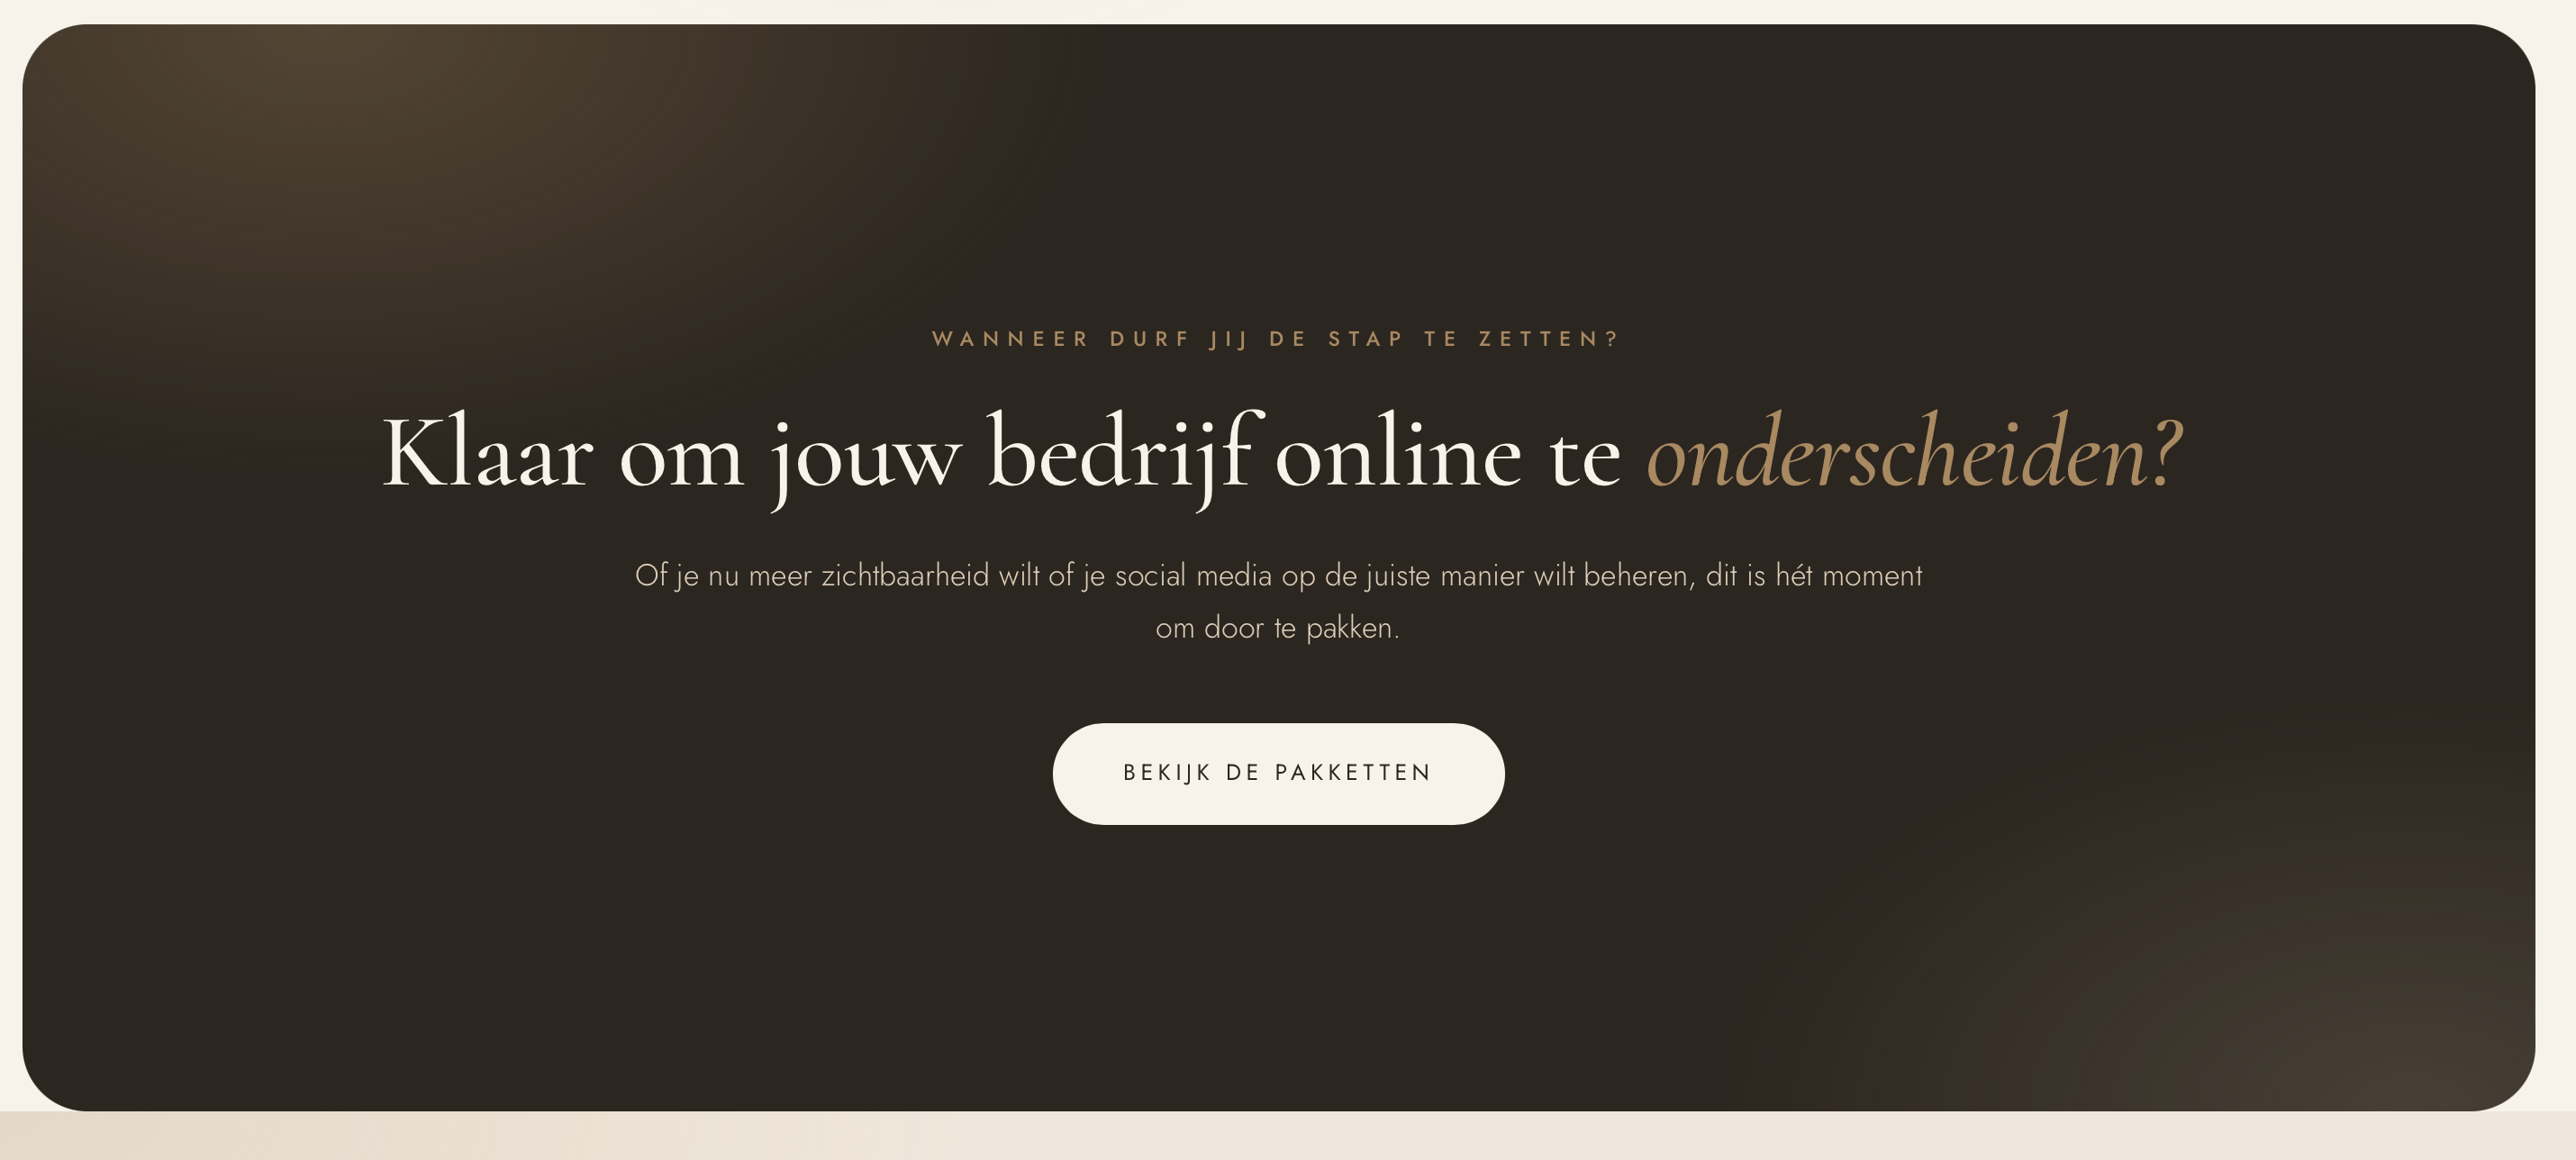 WANNEER DURF JIJ DE STAP TE ZETTEN?
Klaar om jouw bedrijf online te onderscheiden?
Of je nu meer zichtbaarheid wilt of je social media op de juiste manier wilt beheren, dit is hét moment
om door te pakken.
BEKIJK DE PAKKETTEN